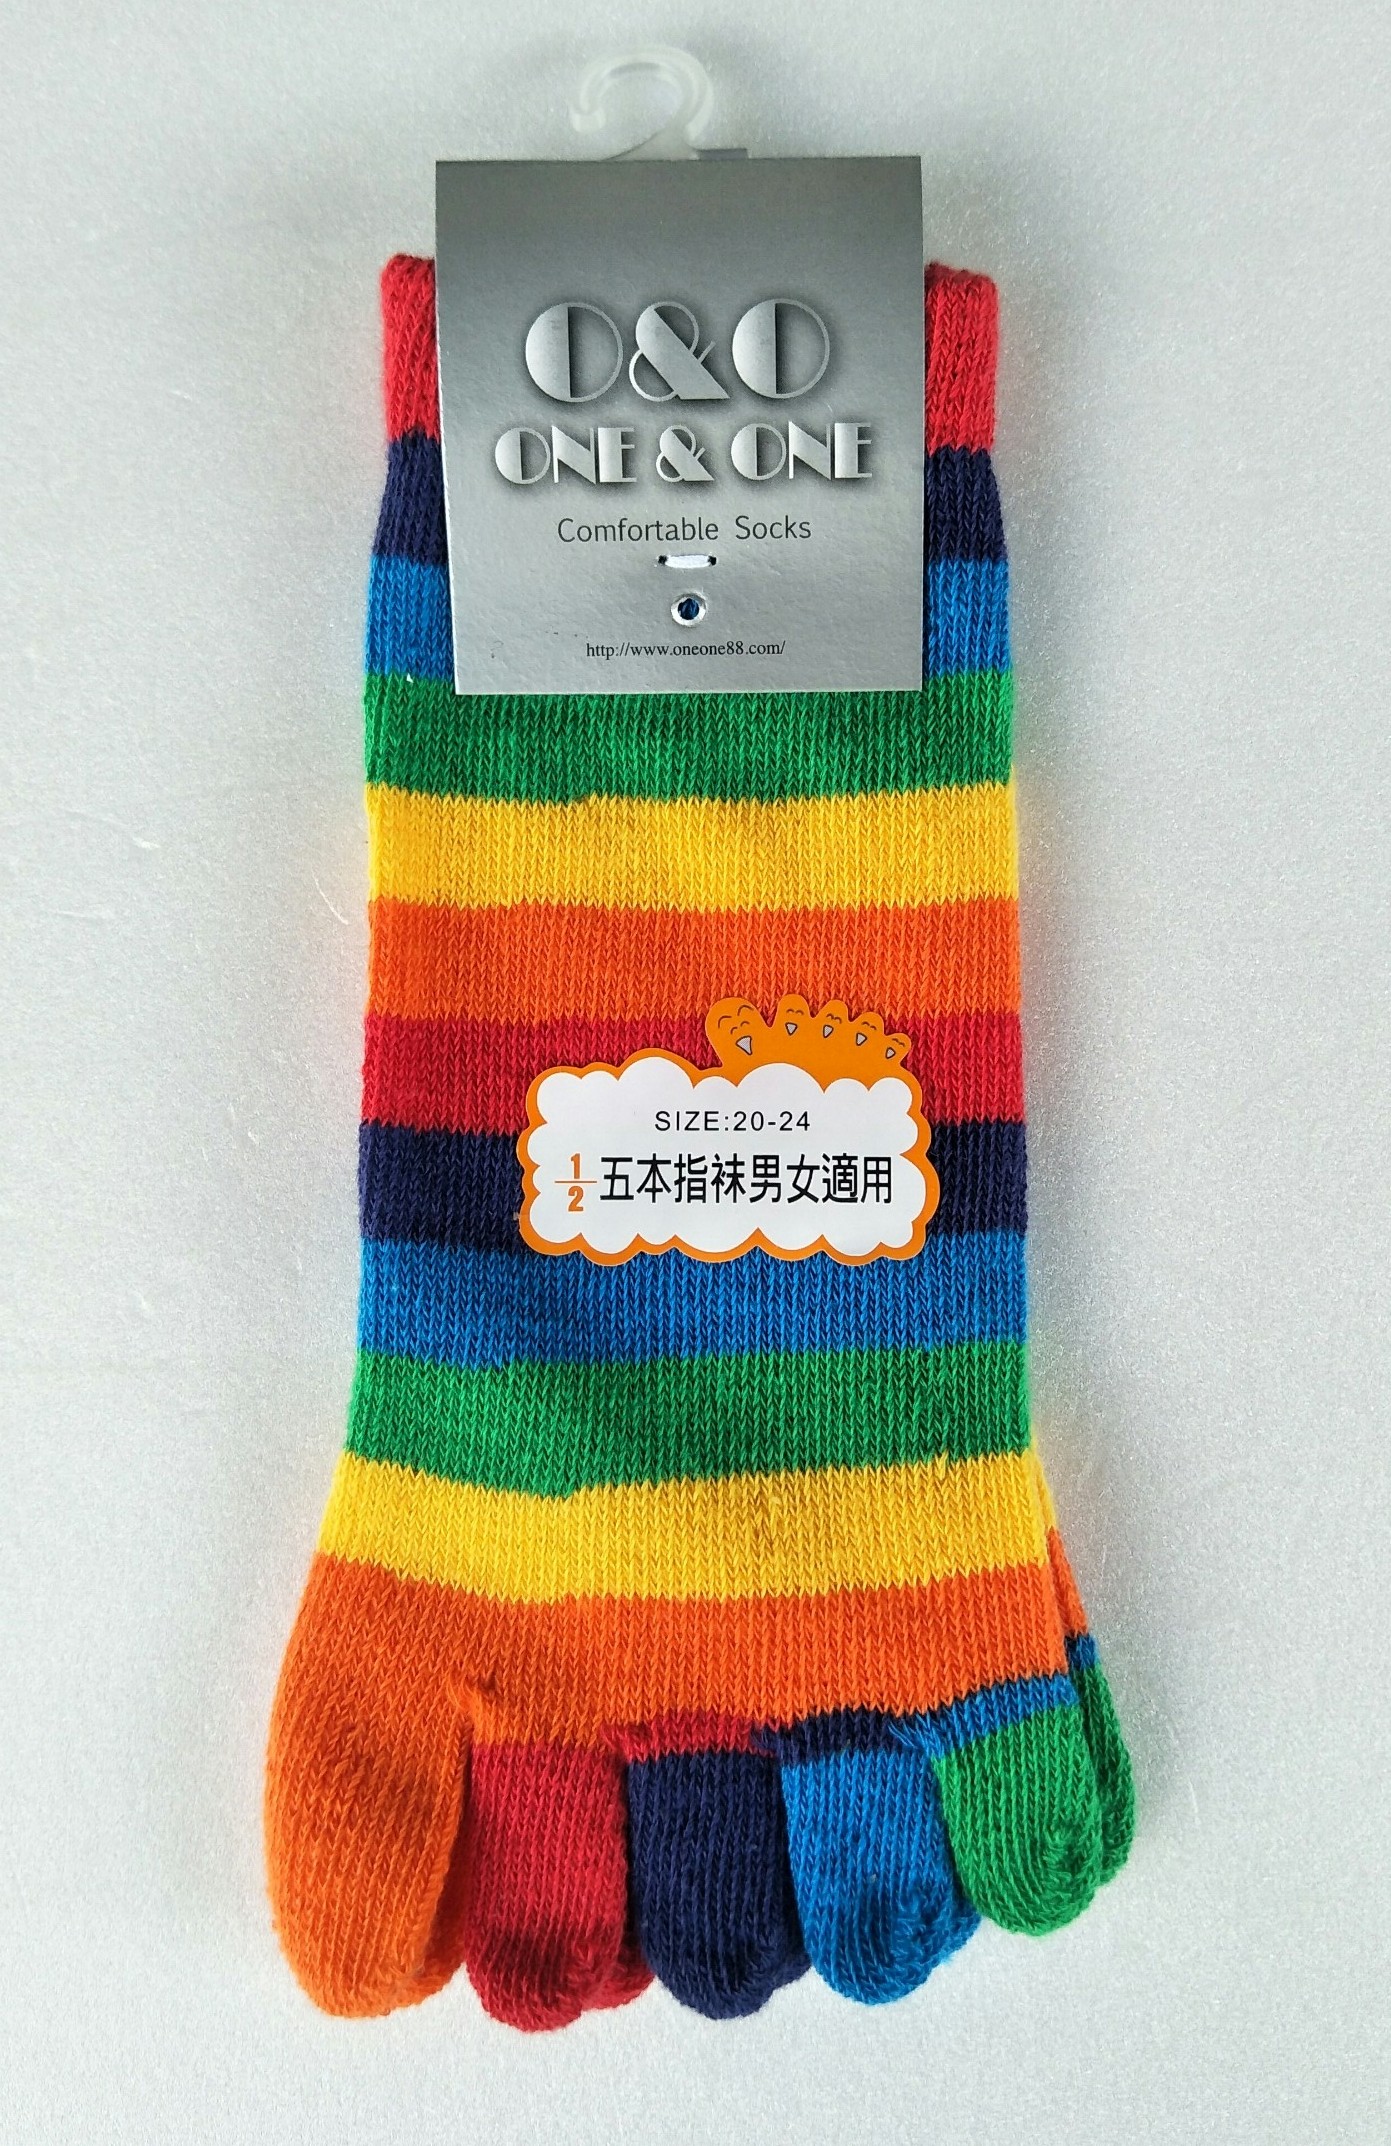 O&O
ONE & ONE
Comfortable Socks
http://www.oneone88.com/
SIZE:20-24
1/2 五本指袜男女適用